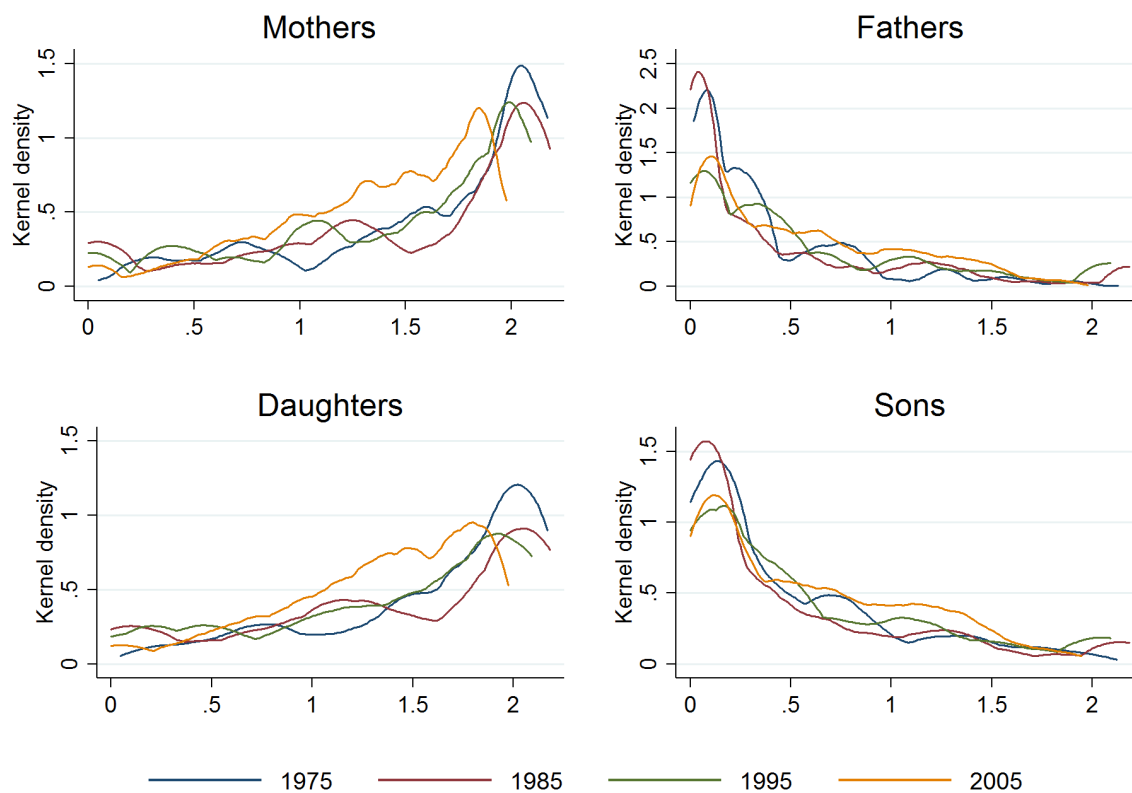 Mothers
Kernel density
0 .5 1 1.5
0 .5 1 1.5 2
Fathers
Kernel density
0 .5 1 1.5 2 2.5
0 .5 1 1.5 2
Daughters
Kernel density
0 .5 1 1.5
0 .5 1 1.5 2
Sons
Kernel density
0 .5 1 1.5
0 .5 1 1.5 2
1975 1985 1995 2005